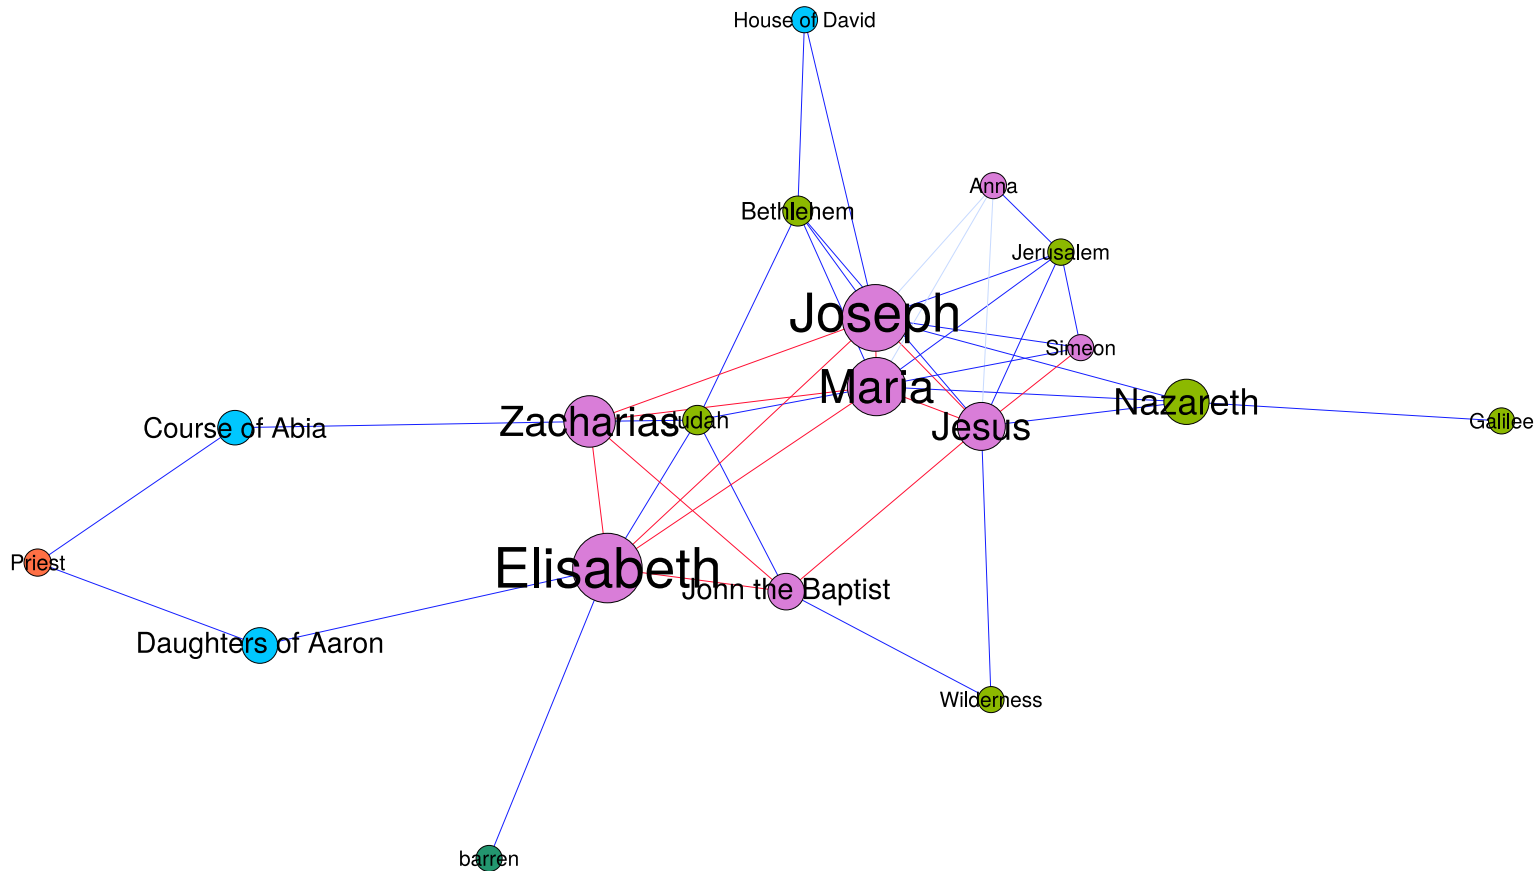 House of David
Anna
Bethlehem
Jerusalem
Joseph
Simeon
Maria
Nazareth
Course of Abia
Zacharias
Judah
Jesus
Galilee
Priest
Elisabeth
John the Baptist
Daughters of Aaron
Wilderness
barren